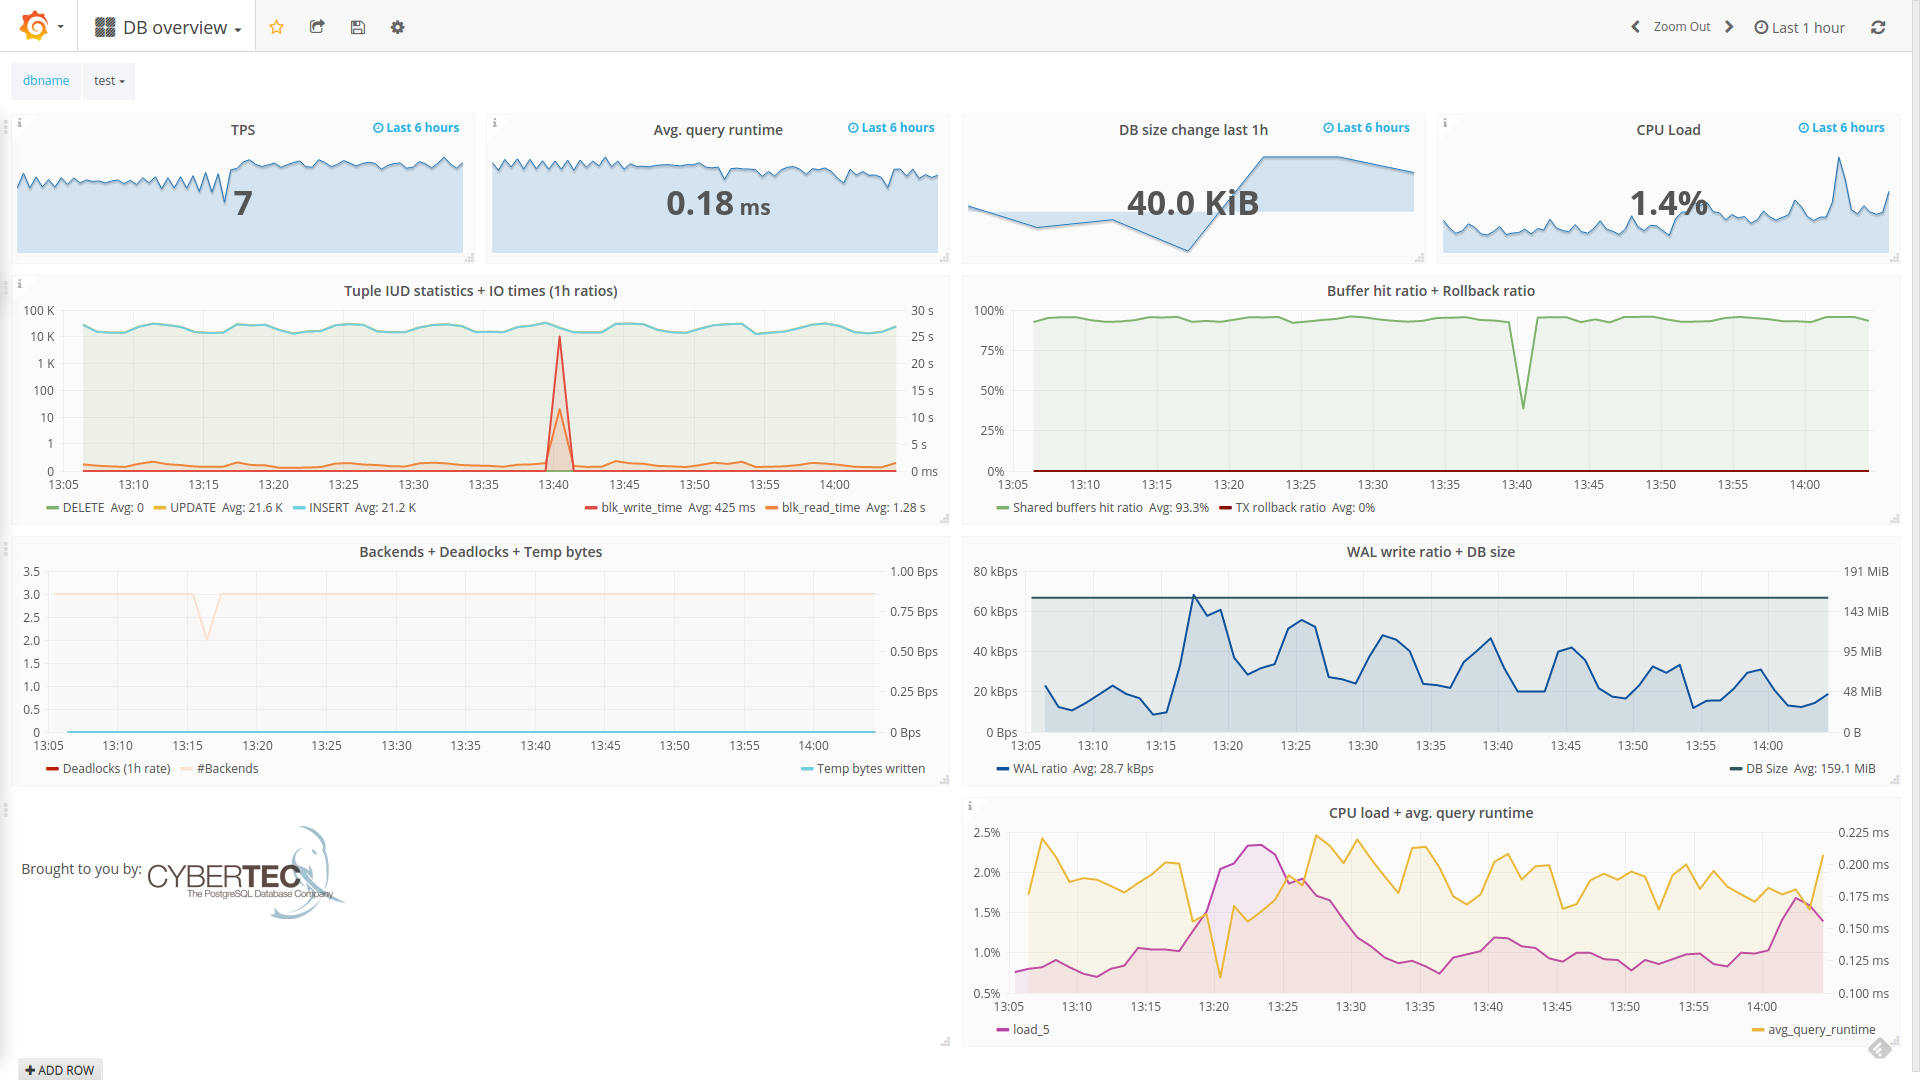 DB overview
Zoom Out
Last 1 hour
dbname
test
TPS
Last 6 hours
7
Avg. query runtime
Last 6 hours
0.18 ms
DB size change last 1h
Last 6 hours
40.0 KiB
CPU Load
Last 6 hours
1.4%
Tuple IUD statistics + IO times (1h ratios)
100 K
10 K
1 K
100
10
1
0
30 s
25 s
20 s
15 s
10 s
5 s
0 ms
13:05 13:10 13:15 13:20 13:25 13:30 13:35 13:40 13:45 13:50 13:55 14:00
DELETE Avg: 0 UPDATE Avg: 21.6 K INSERT Avg: 21.2 K blk_write_time Avg: 425 ms blk_read_time Avg: 1.28 s
Buffer hit ratio + Rollback ratio
100%
75%
50%
25%
0%
13:05 13:10 13:15 13:20 13:25 13:30 13:35 13:40 13:45 13:50 13:55 14:00
Shared buffers hit ratio Avg: 93.3% TX rollback ratio Avg: 0%
Backends + Deadlocks + Temp bytes
3.5
3.0
2.5
2.0
1.5
1.0
0.5
0
1.00 Bps
0.75 Bps
0.50 Bps
0.25 Bps
0 Bps
13:05 13:10 13:15 13:20 13:25 13:30 13:35 13:40 13:45 13:50 13:55 14:00
Deadlocks (1h rate) #Backends Temp bytes written
WAL write ratio + DB size
80 kBps
60 kBps
40 kBps
20 kBps
0 Bps
191 MiB
143 MiB
95 MiB
48 MiB
0 B
13:05 13:10 13:15 13:20 13:25 13:30 13:35 13:40 13:45 13:50 13:55 14:00
WAL ratio Avg: 28.7 kBps DB Size Avg: 159.1 MiB
Brought to you by:
CYBERTEC
The PostgreSQL Database Company
CPU load + avg. query runtime
2.5%
2.0%
1.5%
1.0%
0.5%
0.225 ms
0.200 ms
0.175 ms
0.150 ms
0.125 ms
0.100 ms
13:05 13:10 13:15 13:20 13:25 13:30 13:35 13:40 13:45 13:50 13:55 14:00
load_5 avg_query_runtime
ADD ROW